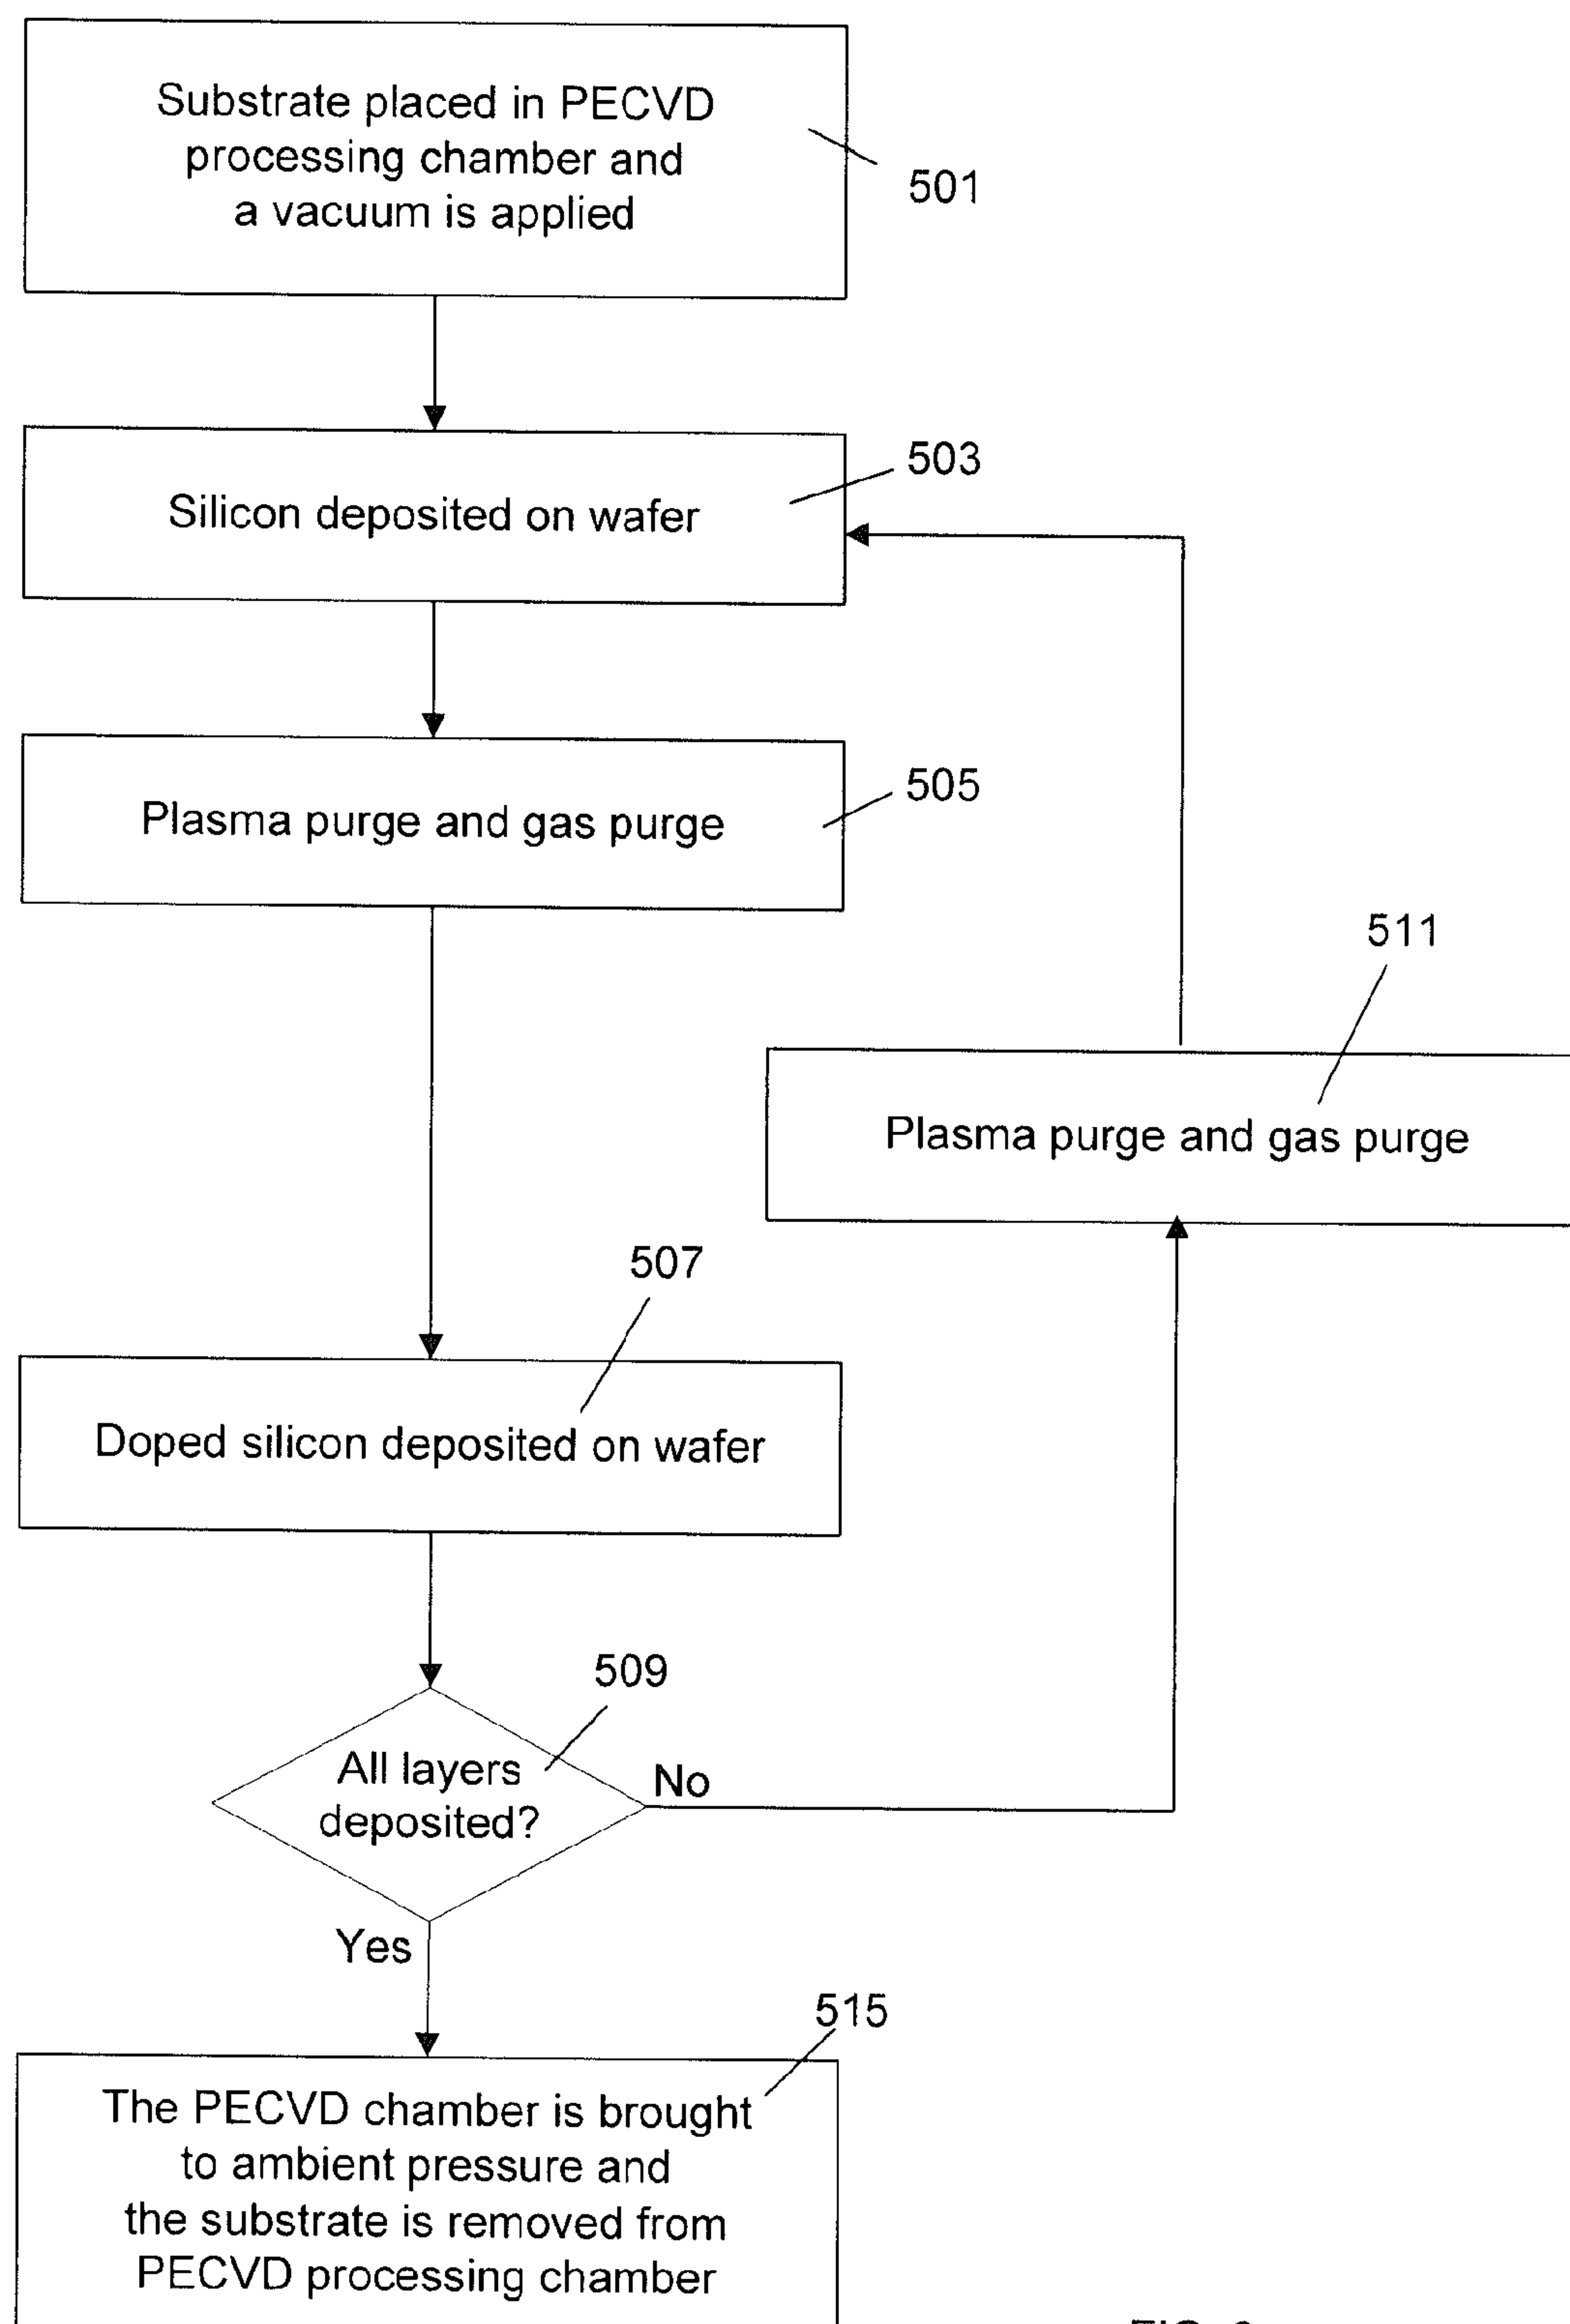 Substrate placed in PECVD
processing chamber and
a vacuum is applied
501
503
Silicon deposited on wafer
505
Plasma purge and gas purge
511
Plasma purge and gas purge
507
Doped silicon deposited on wafer
509
All layers
deposited?
No
Yes
515
The PECVD chamber is brought
to ambient pressure and
the substrate is removed from
PECVD processing chamber